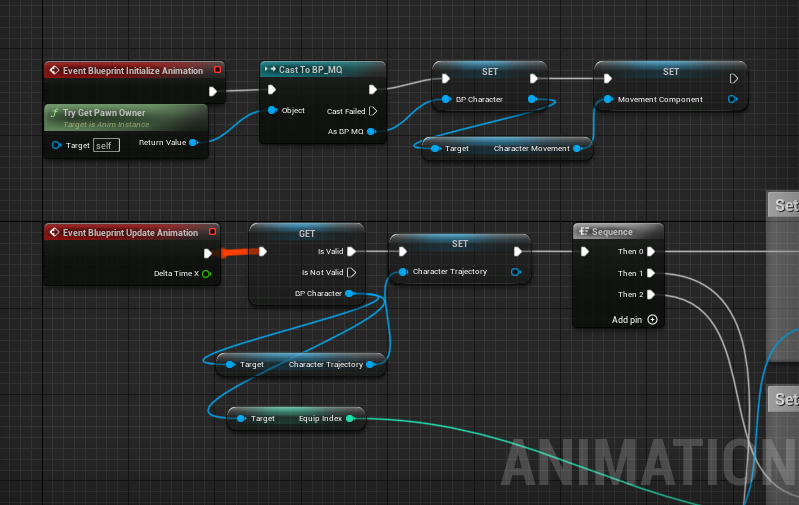 Event Blueprint Initialize Animation
Cast To BP_MQ
SET
SET
Object
Cast Failed
As BP MQ
BP Character
Movement Component
Try Get Pawn Owner
Target is Anim Instance
Target
self
Return Value
Target
Character Movement
Event Blueprint Update Animation
Delta Time X
GET
Is Valid
Is Not Valid
BP Character
SET
Character Trajectory
Sequence
Then 0
Then 1
Then 2
Add pin
Set
Target
Character Trajectory
Target
Equip Index
Set
ANIMATION